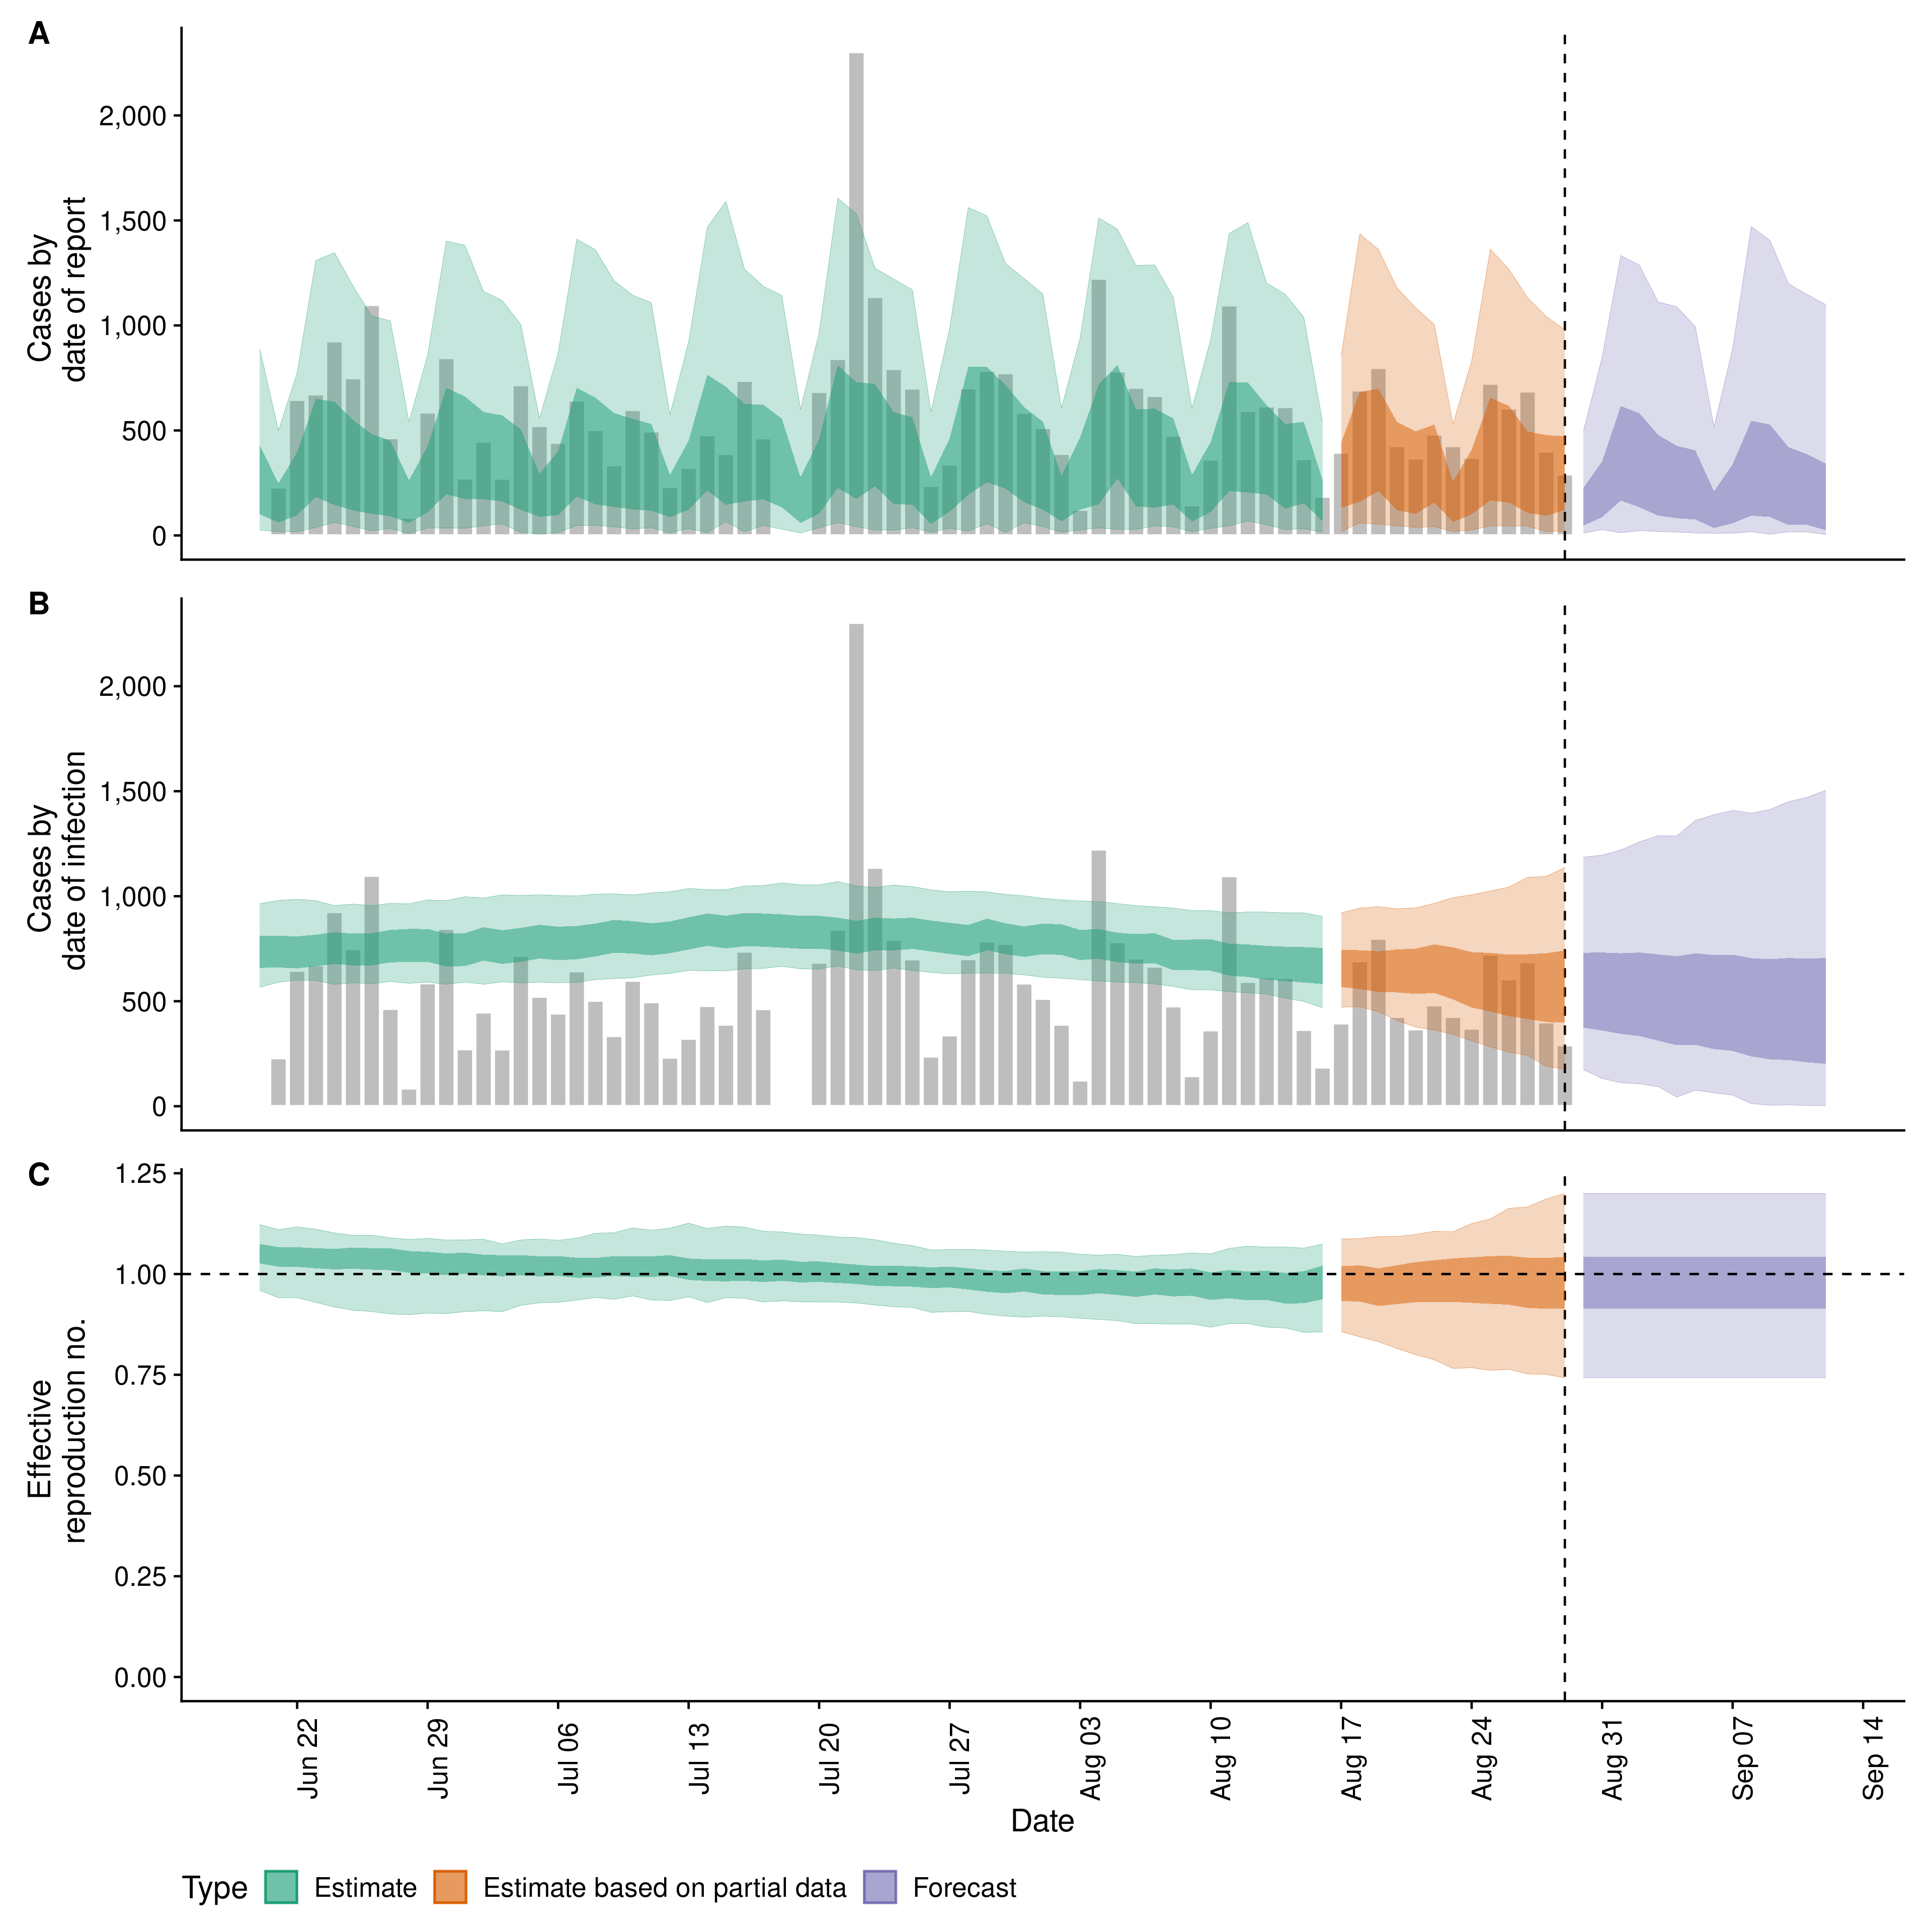 A
Cases by
date of report
2,000
1,500
1,000
500
0
B
Cases by
date of infection
2,000
1,500
1,000
500
0
C
Effective
reproduction no.
1.25
1.00
0.75
0.50
0.25
0.00
Jun 22
Jun 29
Jul 06
Jul 13
Jul 20
Jul 27
Aug 03
Aug 10
Aug 17
Aug 24
Aug 31
Sep 07
Sep 14
Date
Type Estimate Estimate based on partial data Forecast